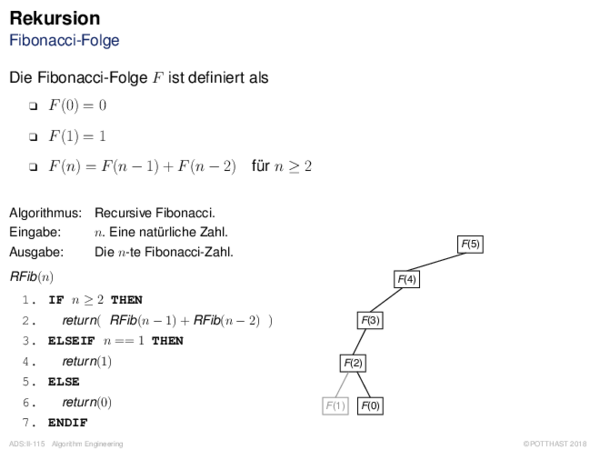 Rekursion
Fibonacci-Folge
Die Fibonacci-Folge F ist definiert als
❑ F(0) = 0
❑ F(1) = 1
❑ F(n) = F(n − 1) + F(n − 2) für n ≥ 2
Algorithmus: Recursive Fibonacci.
Eingabe: n. Eine natürliche Zahl.
Ausgabe: Die n-te Fibonacci-Zahl.
RFib(n)
1. IF n ≥ 2 THEN
2. return( RFib(n − 1) + RFib(n − 2) )
3. ELSEIF n == 1 THEN
4. return(1)
5. ELSE
6. return(0)
7. ENDIF
F(5)
F(4)
F(3)
F(2)
F(1) F(0)
ADS:II-115 Algorithm Engineering ©POTTHAST 2018